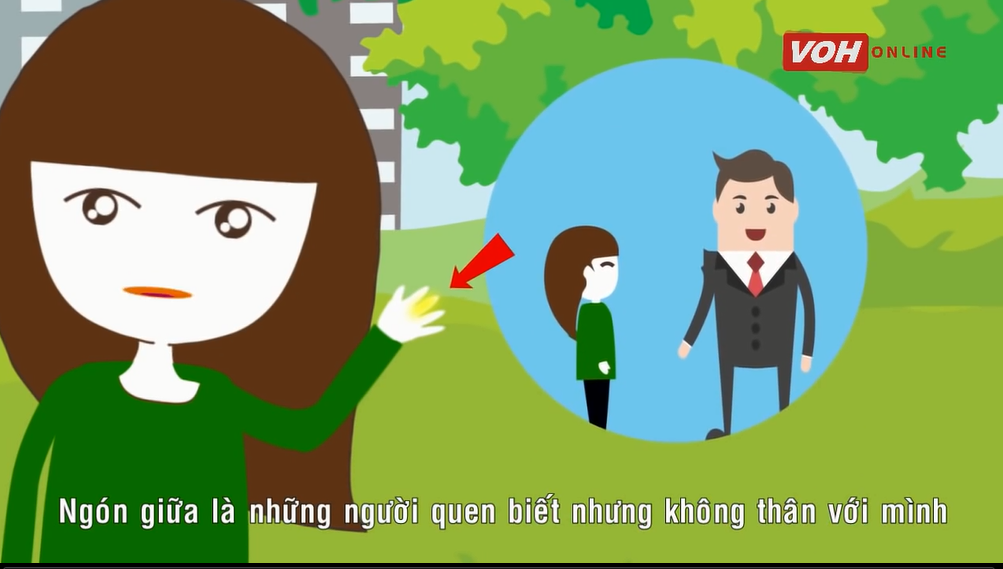 VOH ONLINE
Ngón giữa là những người quen biết nhưng không thân với mình